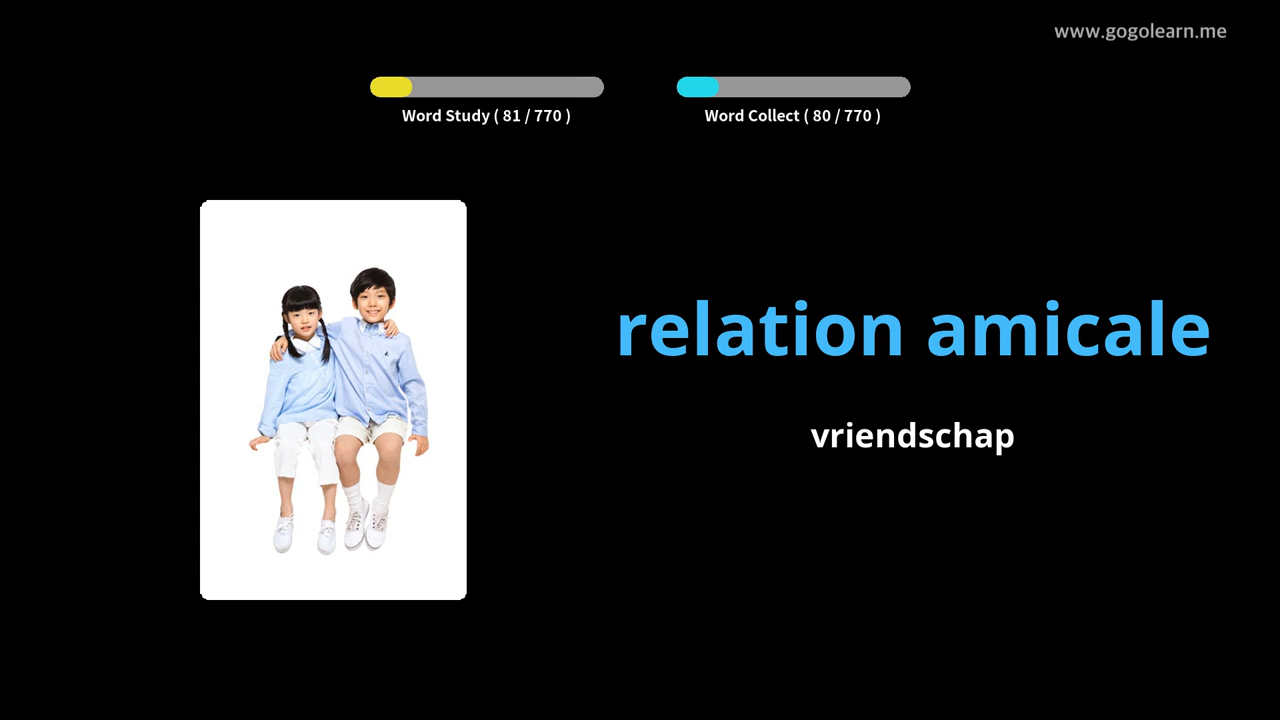 www.gogolearn.me
Word Study ( 81 / 770 )
Word Collect ( 80 / 770 )
relation amicale
vriendschap